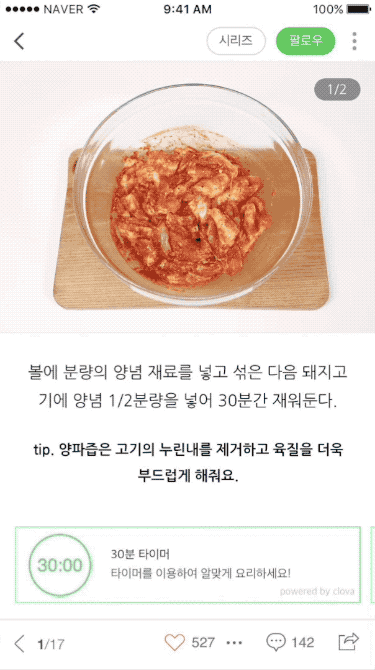 NAVER
9:41 AM
100%
시리즈
팔로우
1/2
볼에 분량의 양념 재료를 넣고 섞은 다음 돼지고
기에 양념 1/2분량을 넣어 30분간 재워둔다.
tip. 양파즙은 고기의 누린내를 제거하고 육질을 더욱
부드럽게 해줘요.
30:00
30분 타이머
타이머를 이용하여 알맞게 요리하세요!
powered by clova
1/17
527
142